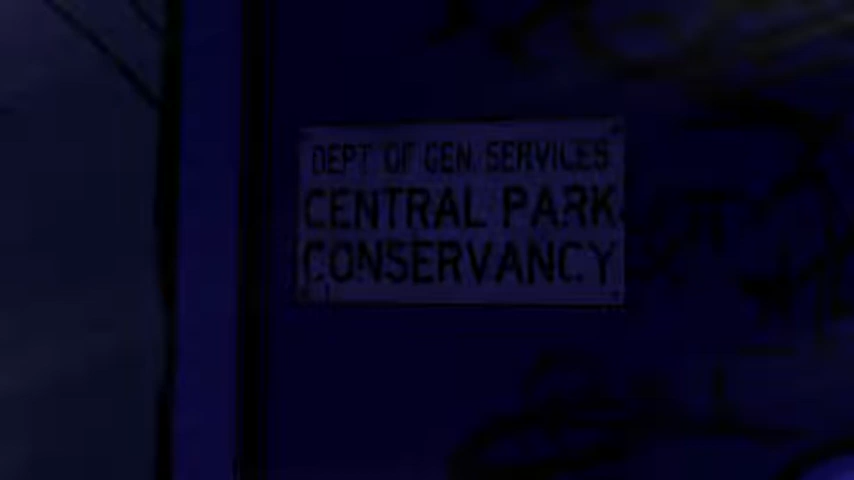 DEPT OF GEN. SERVICES
CENTRAL PARK
CONSERVANCY